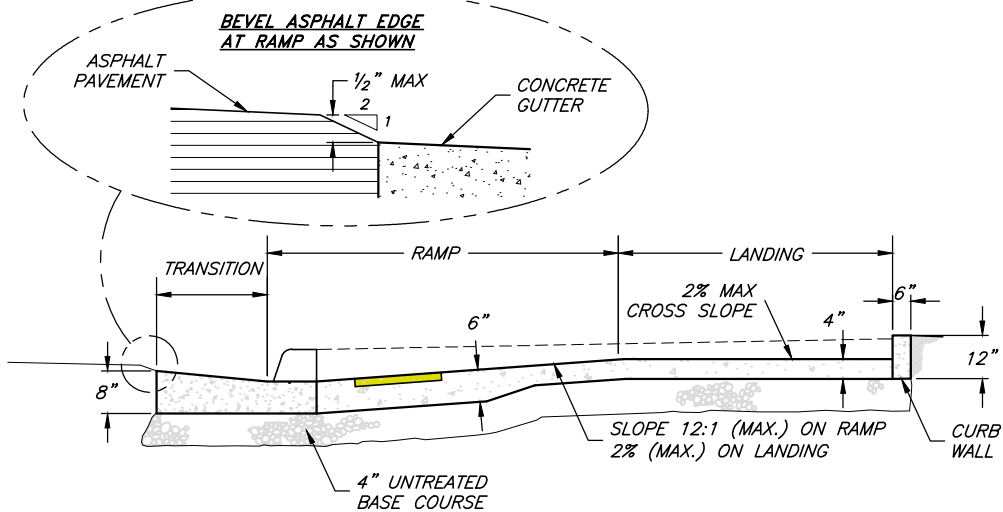 BEVEL ASPHALT EDGE
AT RAMP AS SHOWN
ASPHALT
PAVEMENT
½" MAX
2
1
CONCRETE
GUTTER
RAMP
LANDING
TRANSITION
2% MAX
CROSS SLOPE
6"
6"
4"
12"
8"
SLOPE 12:1 (MAX.) ON RAMP
2% (MAX.) ON LANDING
CURB
WALL
4" UNTREATED
BASE COURSE